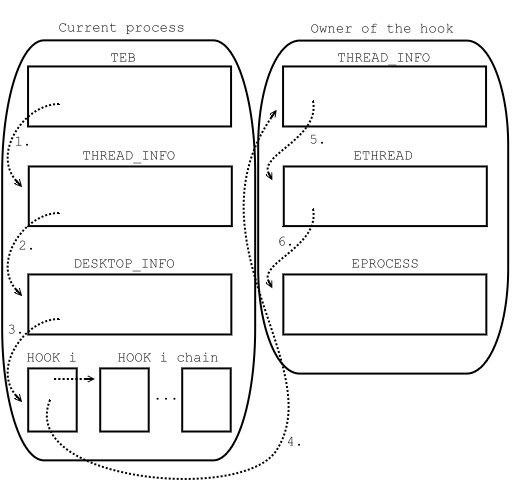 Current process
TEB
1.
THREAD_INFO
2.
DESKTOP_INFO
3.
HOOK i
HOOK i chain
...
4.
Owner of the hook
THREAD_INFO
5.
ETHREAD
6.
EPROCESS